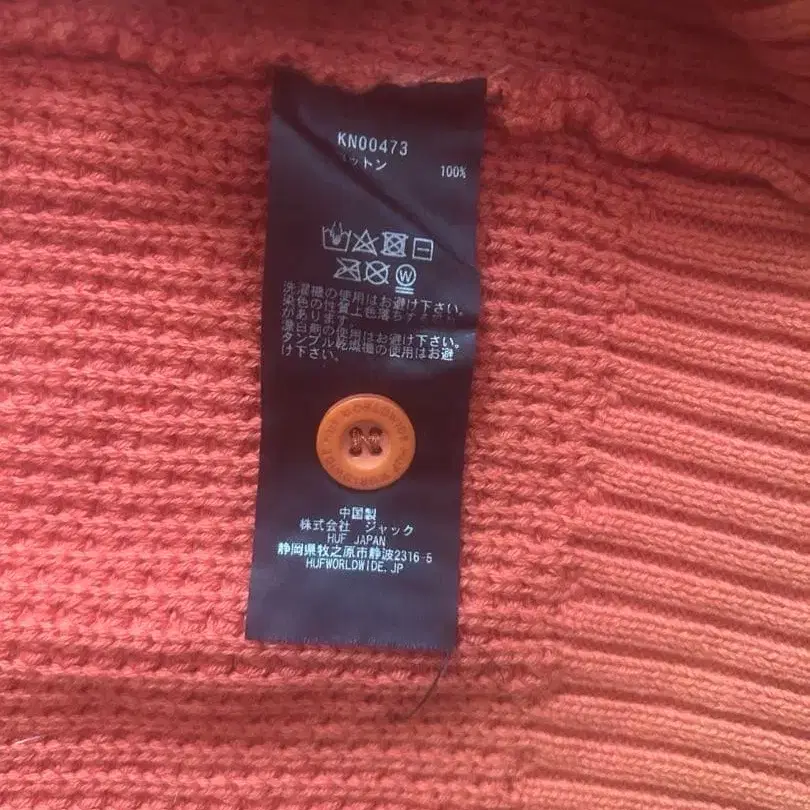 KN00473
コットン 100%
W
洗濯機の使用はお避け下さい。
染色の性質上色落ちする
があります。
漂白剤の使用はお避け下さい。
タンブル乾燥機の使用はお避
け下さい。
HUF WORLDWIDE
中国製
株式会社 ジャック
HUF JAPAN
静岡県牧之原市静波2316-5
HUFWORLDWIDE.JP